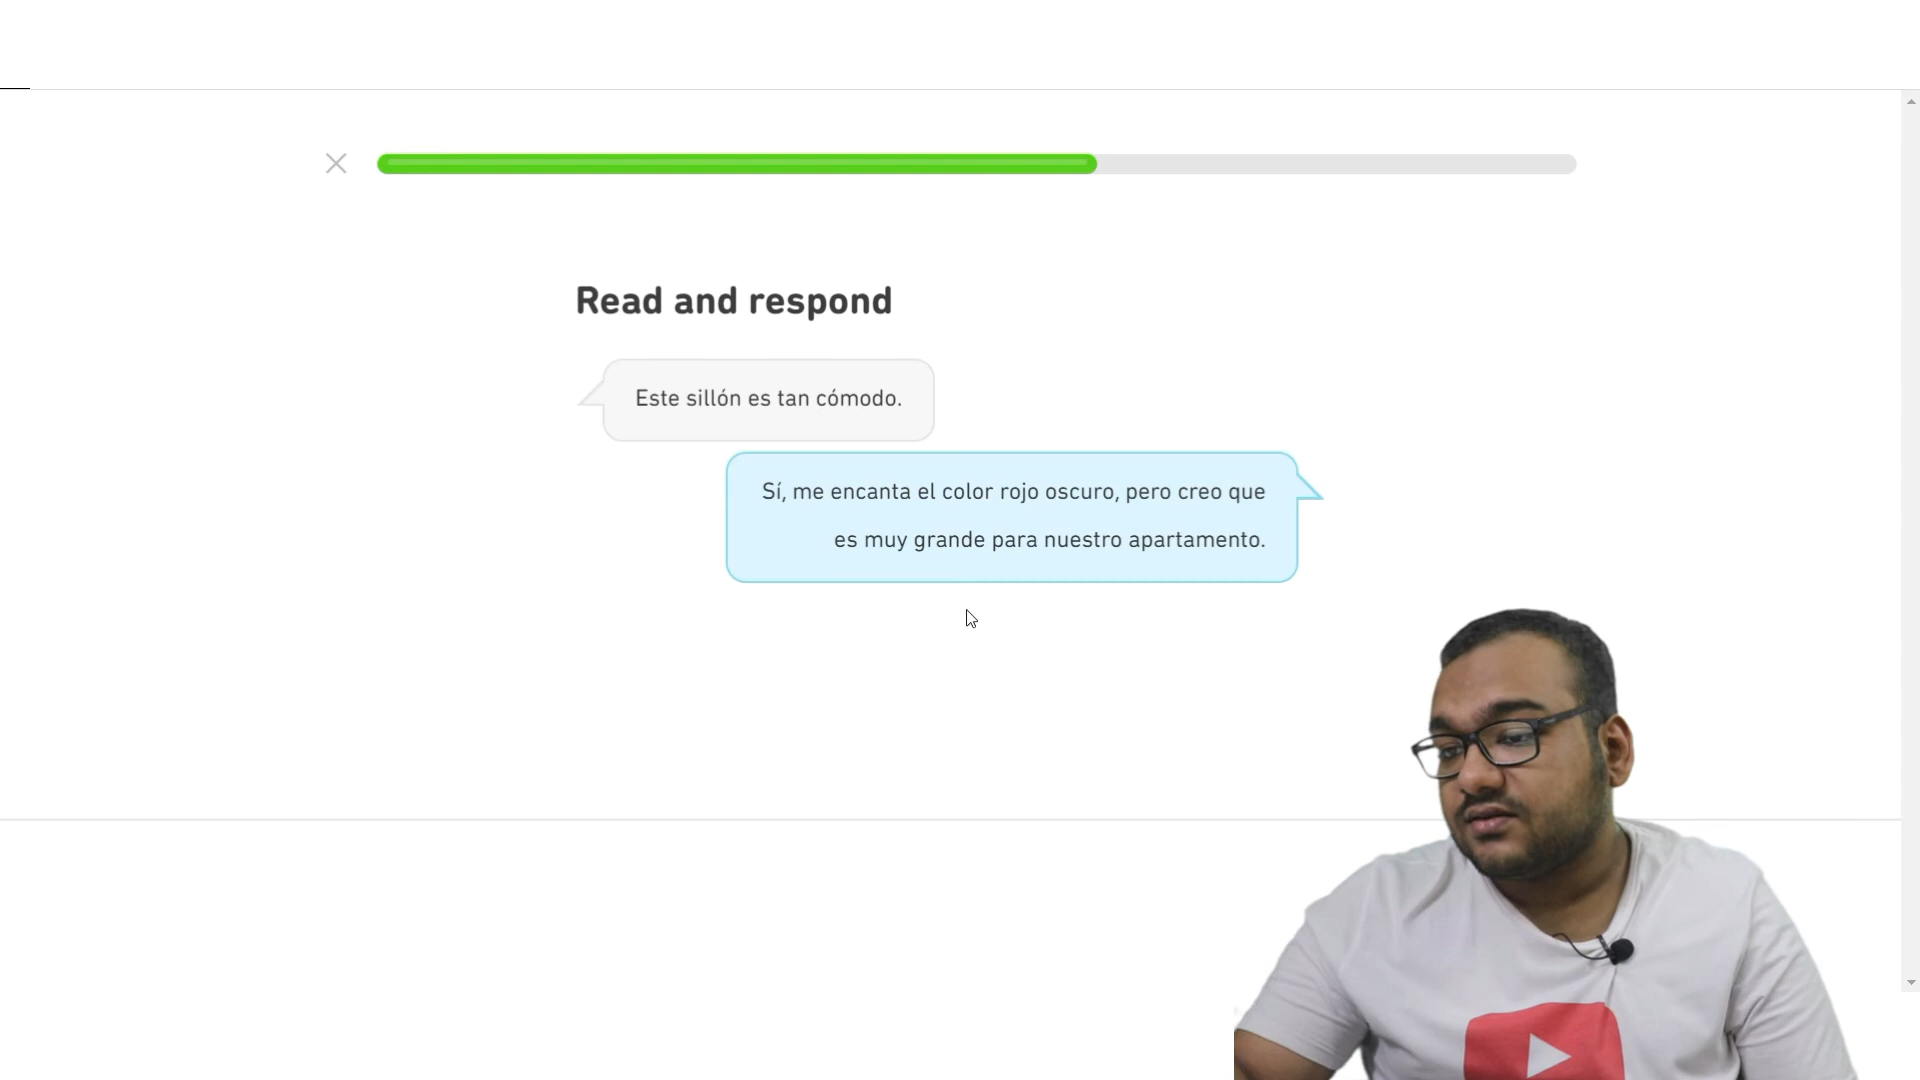 Read and respond
Este sillón es tan cómodo.
Sí, me encanta el color rojo oscuro, pero creo que
es muy grande para nuestro apartamento.